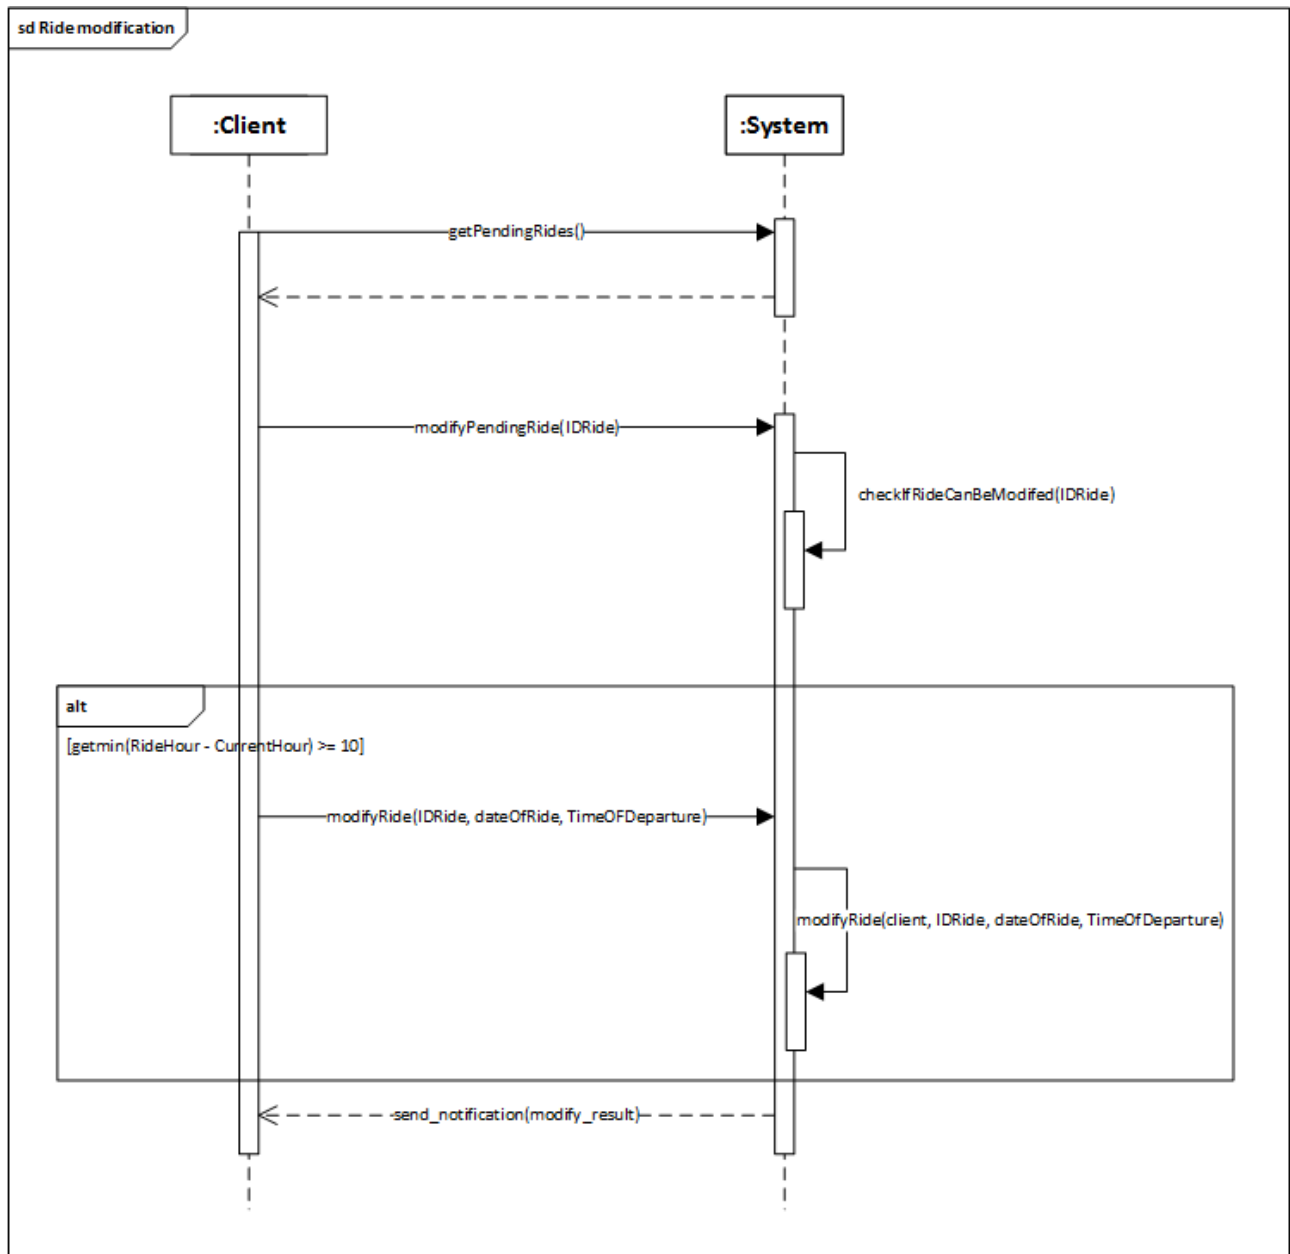 sd Ride modification
:Client
:System
getPendingRides()
modifyPendingRide(IDRide)
checkIfRideCanBeModifed(IDRide)
alt
[getmin(RideHour - CurrentHour) >= 10]
modifyRide(IDRide, dateOfRide, TimeOFDeparture)
modifyRide(client, IDRide, dateOfRide, TimeOfDeparture)
send_notification(modify_result)